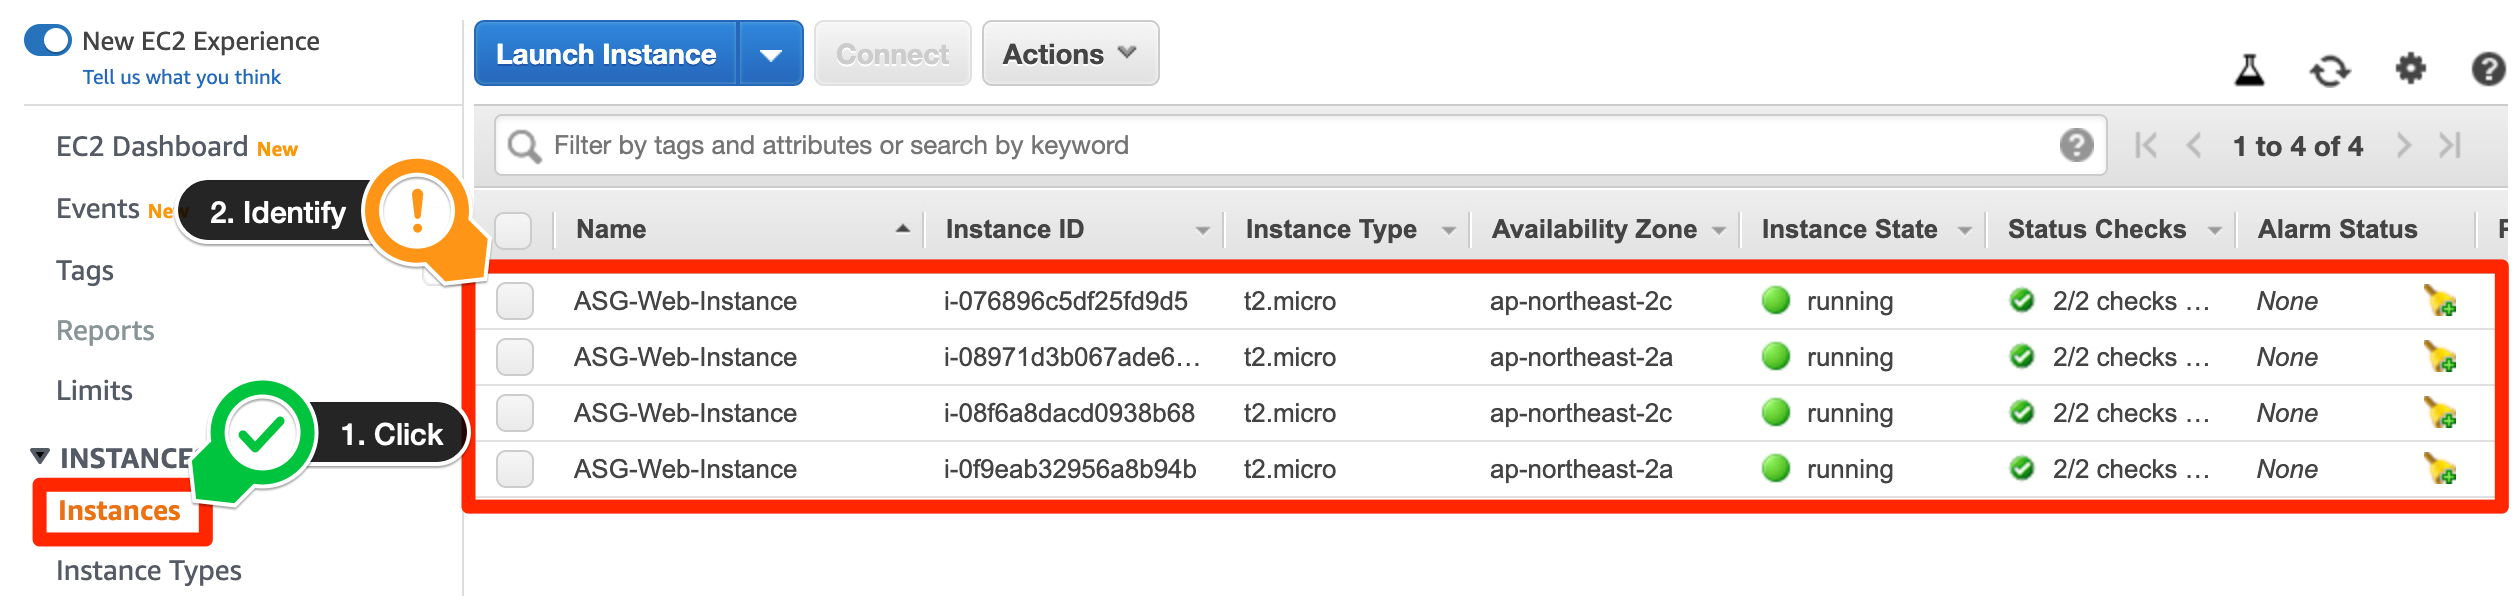 New EC2 Experience
Tell us what you think
Launch Instance
Connect
Actions
Filter by tags and attributes or search by keyword
1 to 4 of 4
EC2 Dashboard New
Events
2. Identify
Tags
Reports
Limits
1. Click
Instances
Instance Types
Name Instance ID Instance Type Availability Zone Instance State Status Checks Alarm Status
ASG-Web-Instance i-076896c5df25fd9d5 t2.micro ap-northeast-2c running 2/2 checks ... None
ASG-Web-Instance i-08971d3b067ade6... t2.micro ap-northeast-2a running 2/2 checks ... None
ASG-Web-Instance i-08f6a8dacd0938b68 t2.micro ap-northeast-2c running 2/2 checks ... None
ASG-Web-Instance i-0f9eab32956a8b94b t2.micro ap-northeast-2a running 2/2 checks ... None